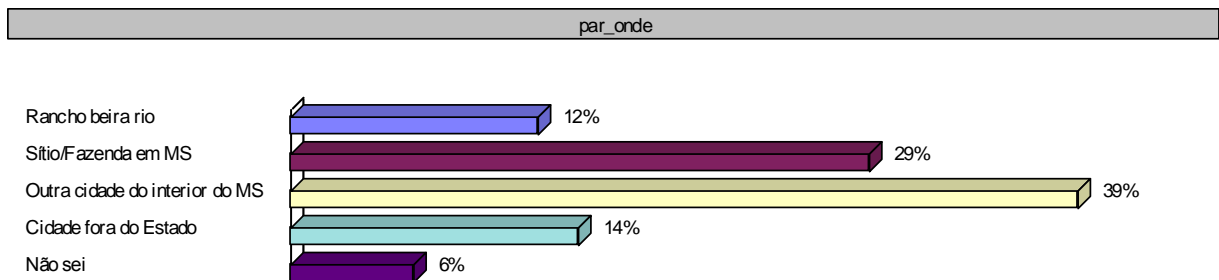 par_onde
Rancho beira rio 12%
Sítio/Fazenda em MS 29%
Outra cidade do interior do MS 39%
Cidade fora do Estado 14%
Não sei 6%